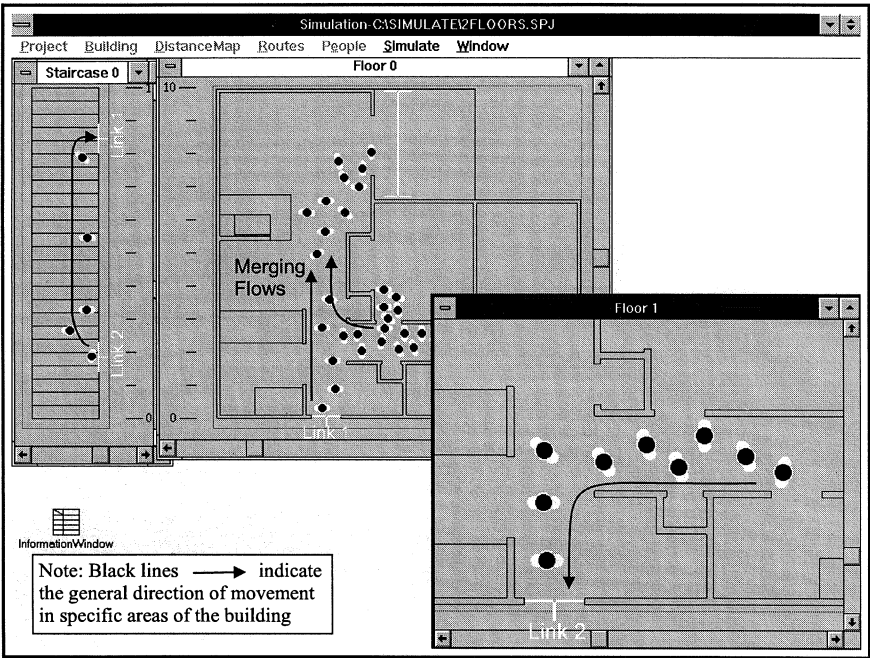 Simulation-C:\SIMULATE\2FLOORS.SPJ
Project Building DistanceMap Routes People Simulate Window
Staircase 0
1
Link 1
Link 2
0
Floor 0
10
Merging
Flows
0
Link 1
Floor 1
Link 2
InformationWindow
Note: Black lines indicate
the general direction of movement
in specific areas of the building